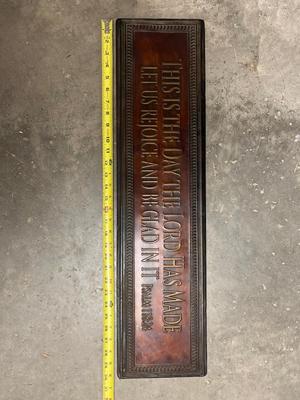 THIS IS THE DAY THE LORD HAS MADE
LET US REJOICE AND BE GLAD IN IT
PSALM 118:24